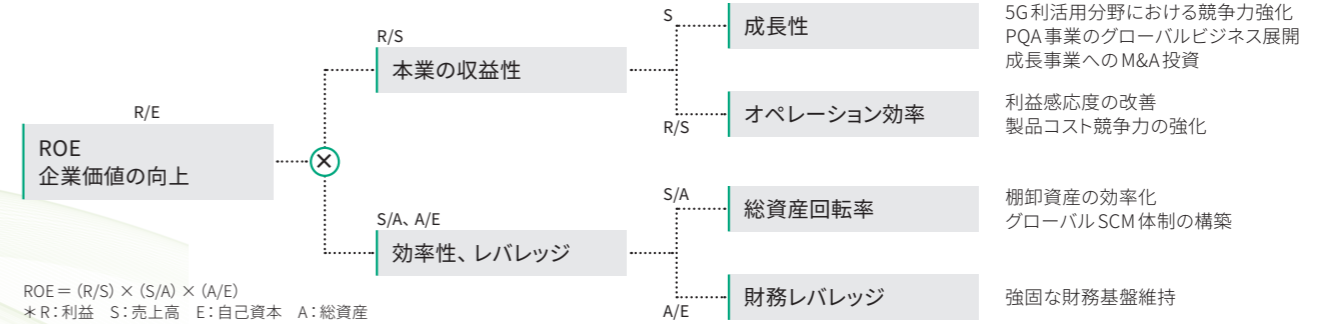 R/E
ROE
企業価値の向上
×
R/S
本業の収益性
S/A、A/E
効率性、レバレッジ
S
成長性
5G利活用分野における競争力強化
PQA事業のグローバルビジネス展開
成長事業へのM&A投資
R/S
オペレーション効率
利益感応度の改善
製品コスト競争力の強化
S/A
総資産回転率
棚卸資産の効率化
グローバルSCM体制の構築
A/E
財務レバレッジ
強固な財務基盤維持
ROE＝(R/S) × (S/A) × (A/E)
＊R：利益　S：売上高　E：自己資本　A：総資産